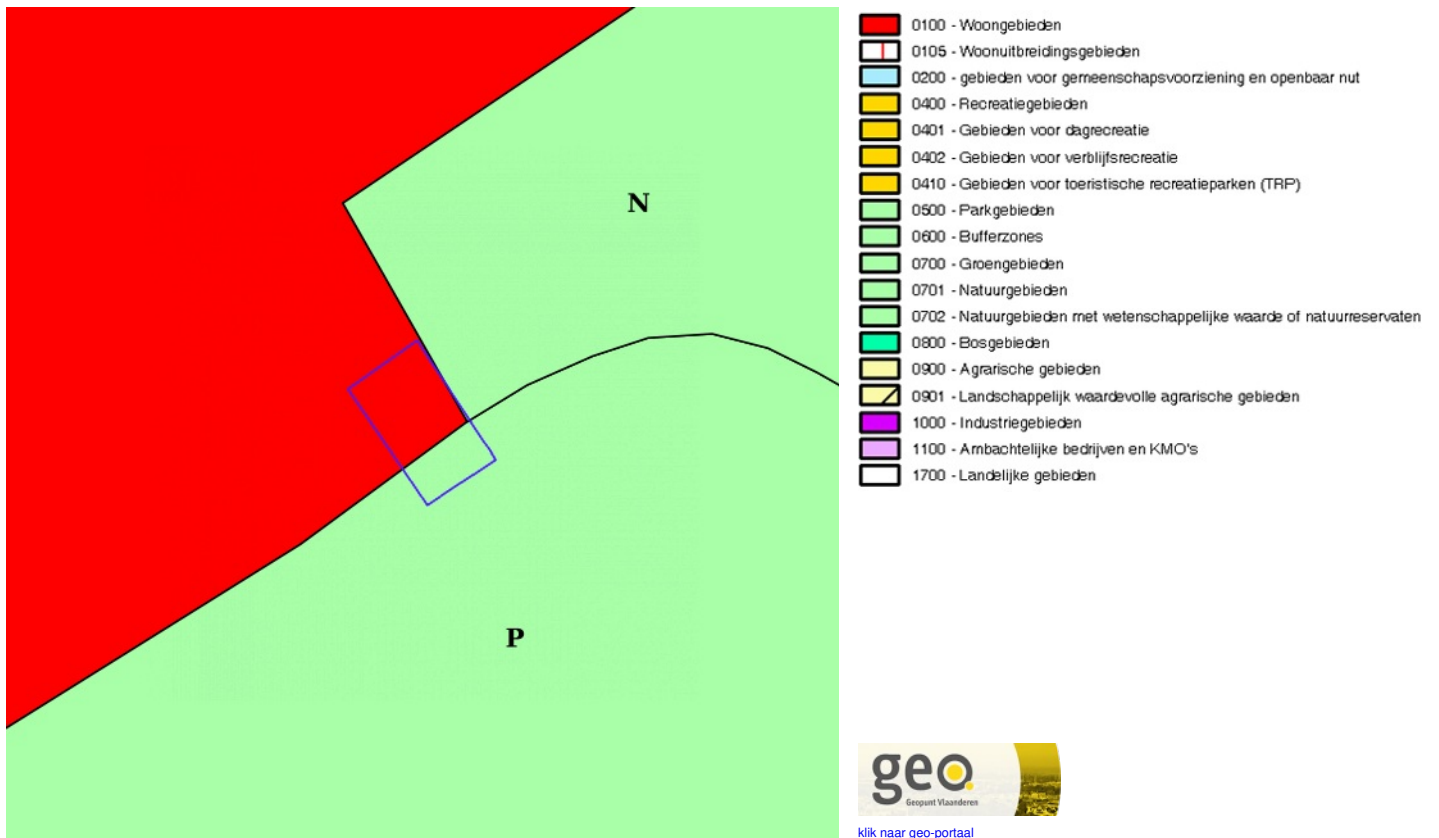 N
P
0100 - Woongebieden
0105 - Woonuitbreidingsgebieden
0200 - gebieden voor gemeenschapsvoorziening en openbaar nut
0400 - Recreatiegebieden
0401 - Gebieden voor dagrecreatie
0402 - Gebieden voor verblijfsrecreatie
0410 - Gebieden voor toeristische recreatieparken (TRP)
0500 - Parkgebieden
0600 - Bufferzones
0700 - Groengebieden
0701 - Natuurgebieden
0702 - Natuurgebieden met wetenschappelijke waarde of natuurreservaten
0800 - Bosgebieden
0900 - Agrarische gebieden
0901 - Landschappelijk waardevolle agrarische gebieden
1000 - Industriegebieden
1100 - Ambachtelijke bedrijven en KMO's
1700 - Landelijke gebieden
geo
Geopunt Vlaanderen
klik naar geo-portaal